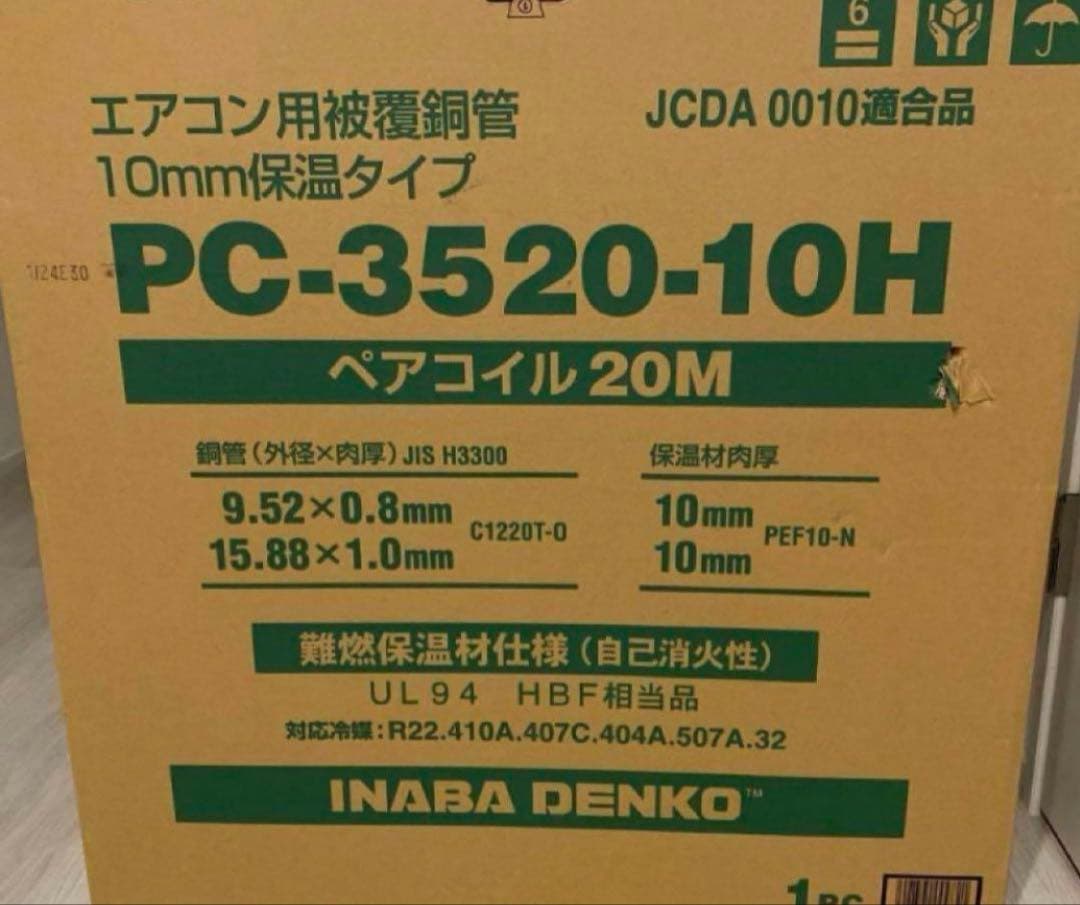 6
エアコン用被覆銅管
JCDA 0010適合品
10mm保温タイプ
PC-3520-10H
ペアコイル 20M
銅管（外径×肉厚）JIS H3300
保温材肉厚
9.52×0.8mm
15.88×1.0mm
C1220T-O
10mm
10mm
PEF10-N
難燃保温材仕様（自己消火性）
UL94 HBF相当品
対応冷媒：R22.410A.407C.404A.507A.32
INABA DENKO™
1PC